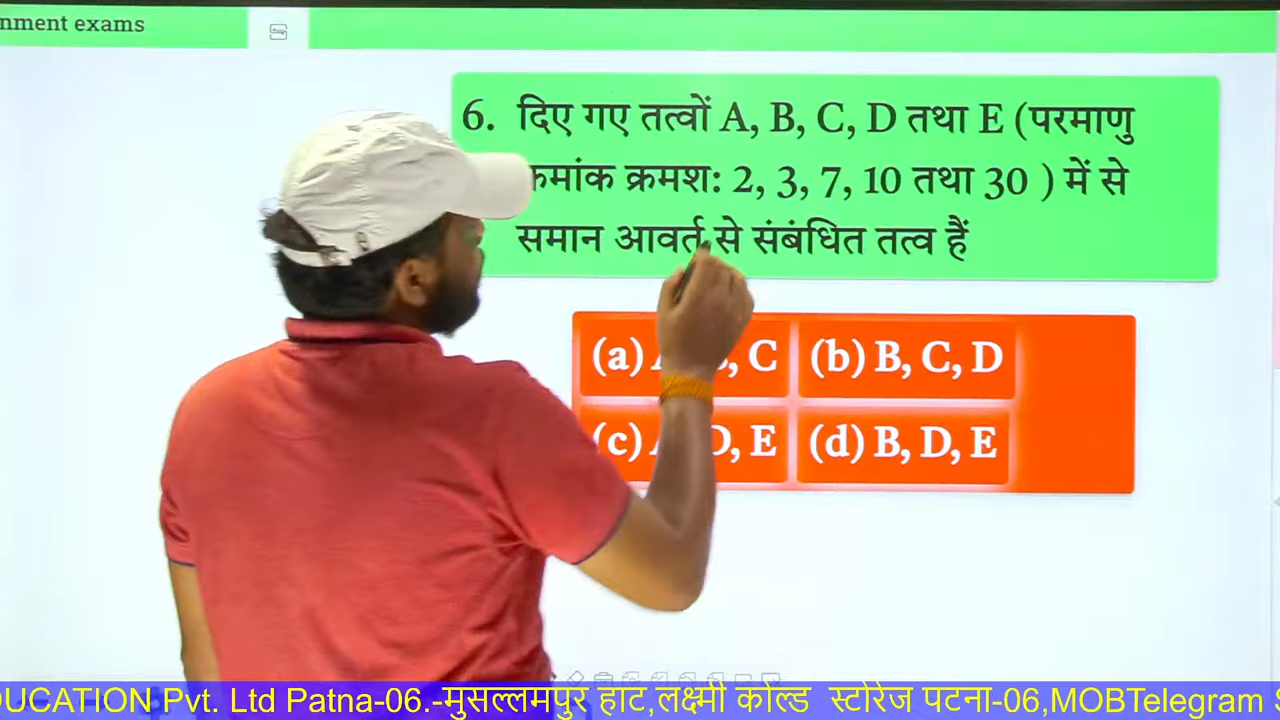 nment exams
6. दिए गए तत्वों A, B, C, D तथा E (परमाणु
क्रमश: 2, 3, 7, 10 तथा 30 ) में से
समान आवर्त से संबंधित तत्व हैं
(a) , C (b) B, C, D
(c) D, E (d) B, D, E
DUCATION Pvt. Ltd Patna-06.-मुसल्लमपुर हाट,लक्ष्मी कोल्ड स्टोरेज पटना-06,MOBTelegram